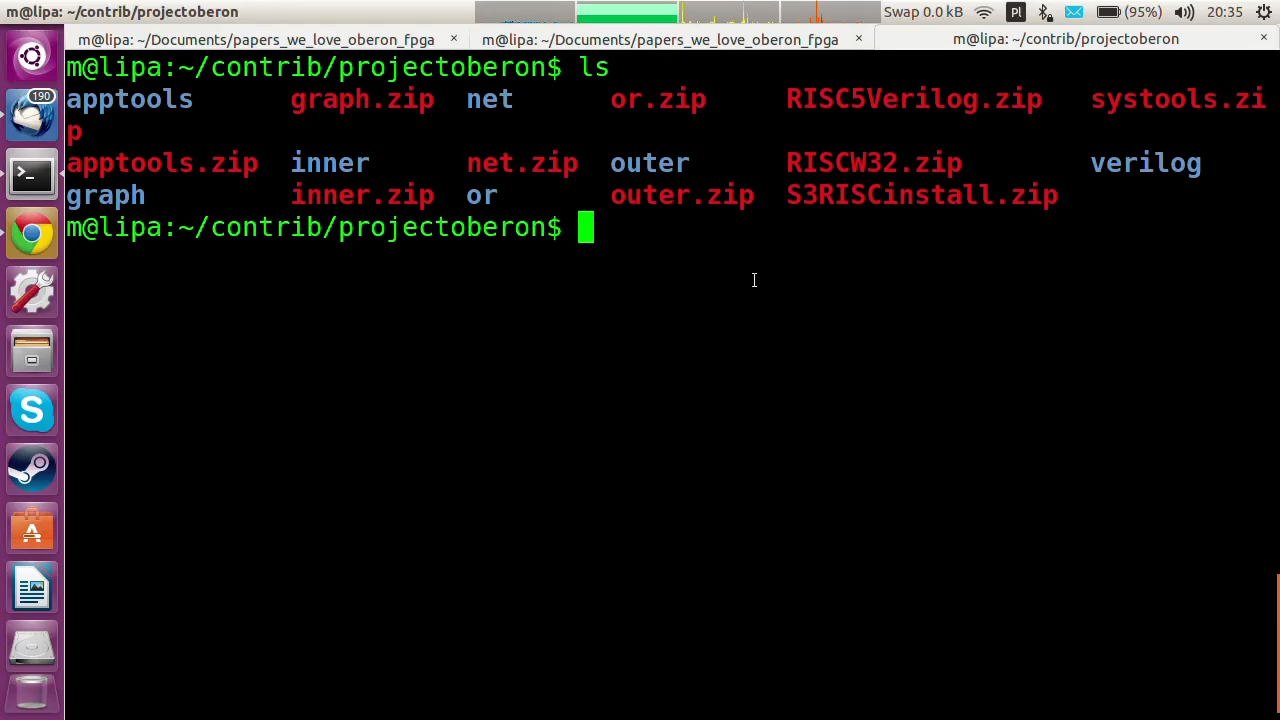 m@lipa: ~/contrib/projectoberon
Swap 0.0 kB Pl (95%) 20:35
m@lipa: ~/Documents/papers_we_love_oberon_fpga × m@lipa: ~/Documents/papers_we_love_oberon_fpga × m@lipa: ~/contrib/projectoberon ×
190
m@lipa:~/contrib/projectoberon$ ls
apptools graph.zip net or.zip RISC5Verilog.zip systools.zi
p
apptools.zip inner net.zip outer RISCW32.zip verilog
graph inner.zip or outer.zip S3RISCinstall.zip
m@lipa:~/contrib/projectoberon$